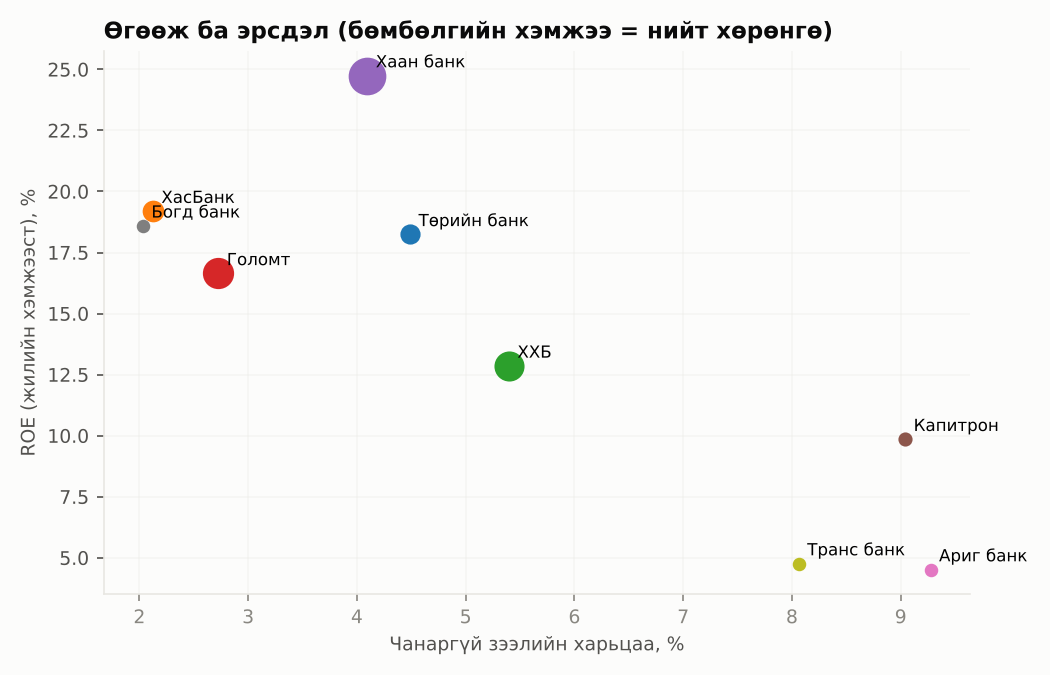 Өгөөж ба эрсдэл (бөмбөлгийн хэмжээ = нийт хөрөнгө)
ROE (жилийн хэмжээст), %
25.0
22.5
20.0
17.5
15.0
12.5
10.0
7.5
5.0
Хаан банк
ХасБанк
Богд банк
Төрийн банк
Голомт
ХХБ
Капитрон
Транс банк
Ариг банк
2 3 4 5 6 7 8 9
Чанаргүй зээлийн харьцаа, %